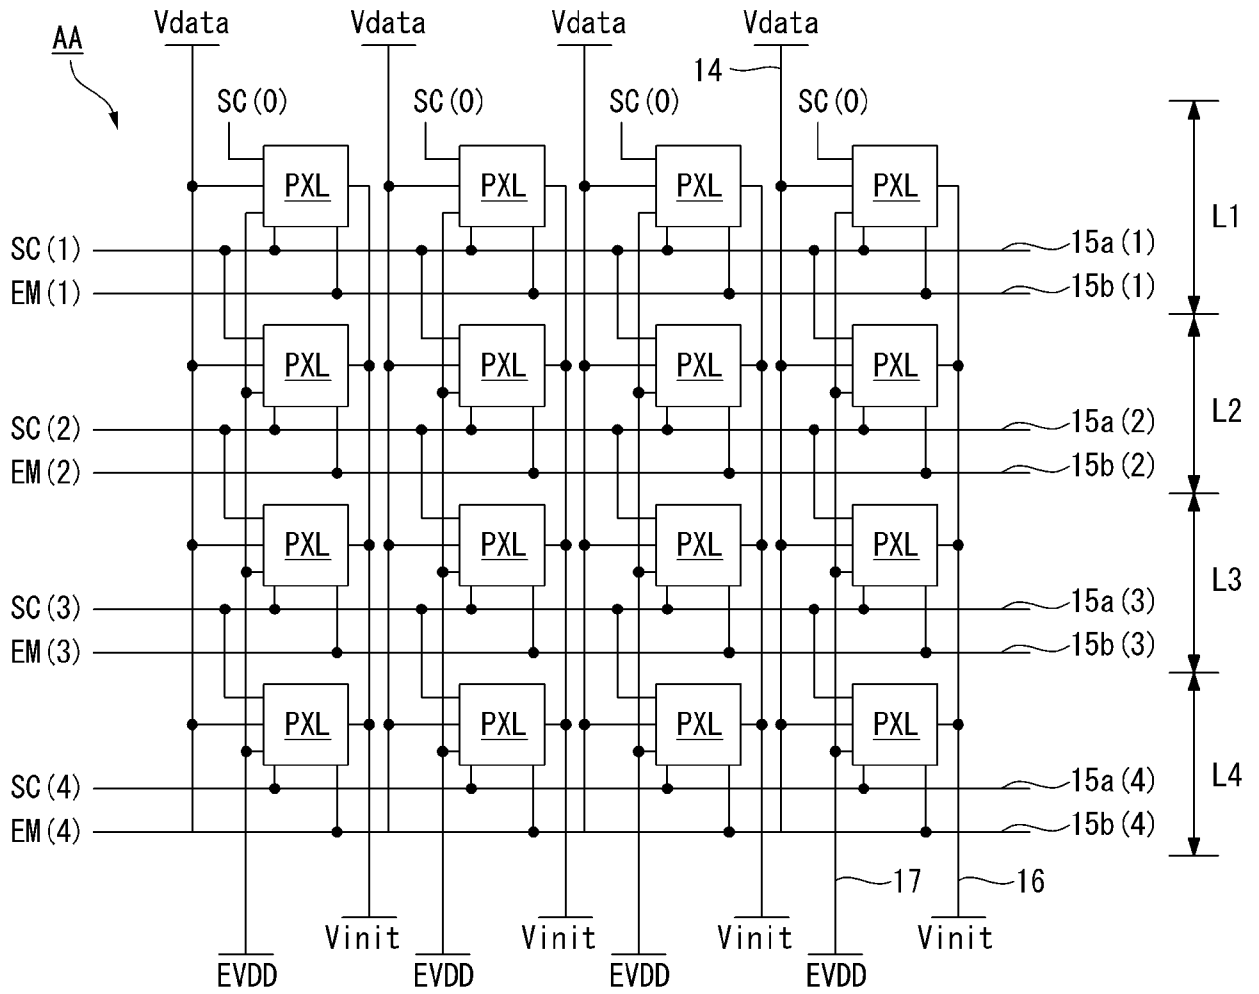 AA
Vdata Vdata Vdata Vdata
14
SC(0) SC(0) SC(0) SC(0)
PXL PXL PXL PXL
L1
SC(1) 15a(1)
EM(1) 15b(1)
PXL PXL PXL PXL
L2
SC(2) 15a(2)
EM(2) 15b(2)
PXL PXL PXL PXL
L3
SC(3) 15a(3)
EM(3) 15b(3)
PXL PXL PXL PXL
L4
SC(4) 15a(4)
EM(4) 15b(4)
17 16
Vinit Vinit Vinit Vinit
EVDD EVDD EVDD EVDD